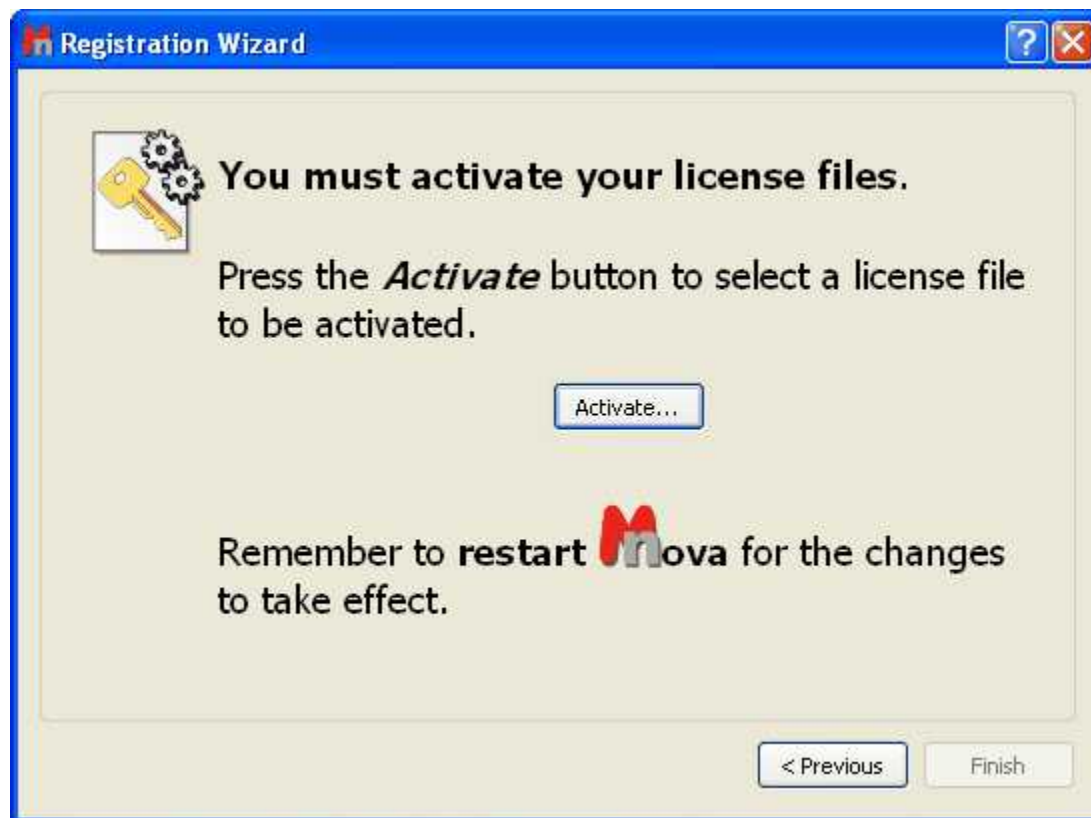 Registration Wizard
You must activate your license files.
Press the Activate button to select a license file
to be activated.
Activate...
Remember to restart Mnova for the changes
to take effect.
< Previous
Finish